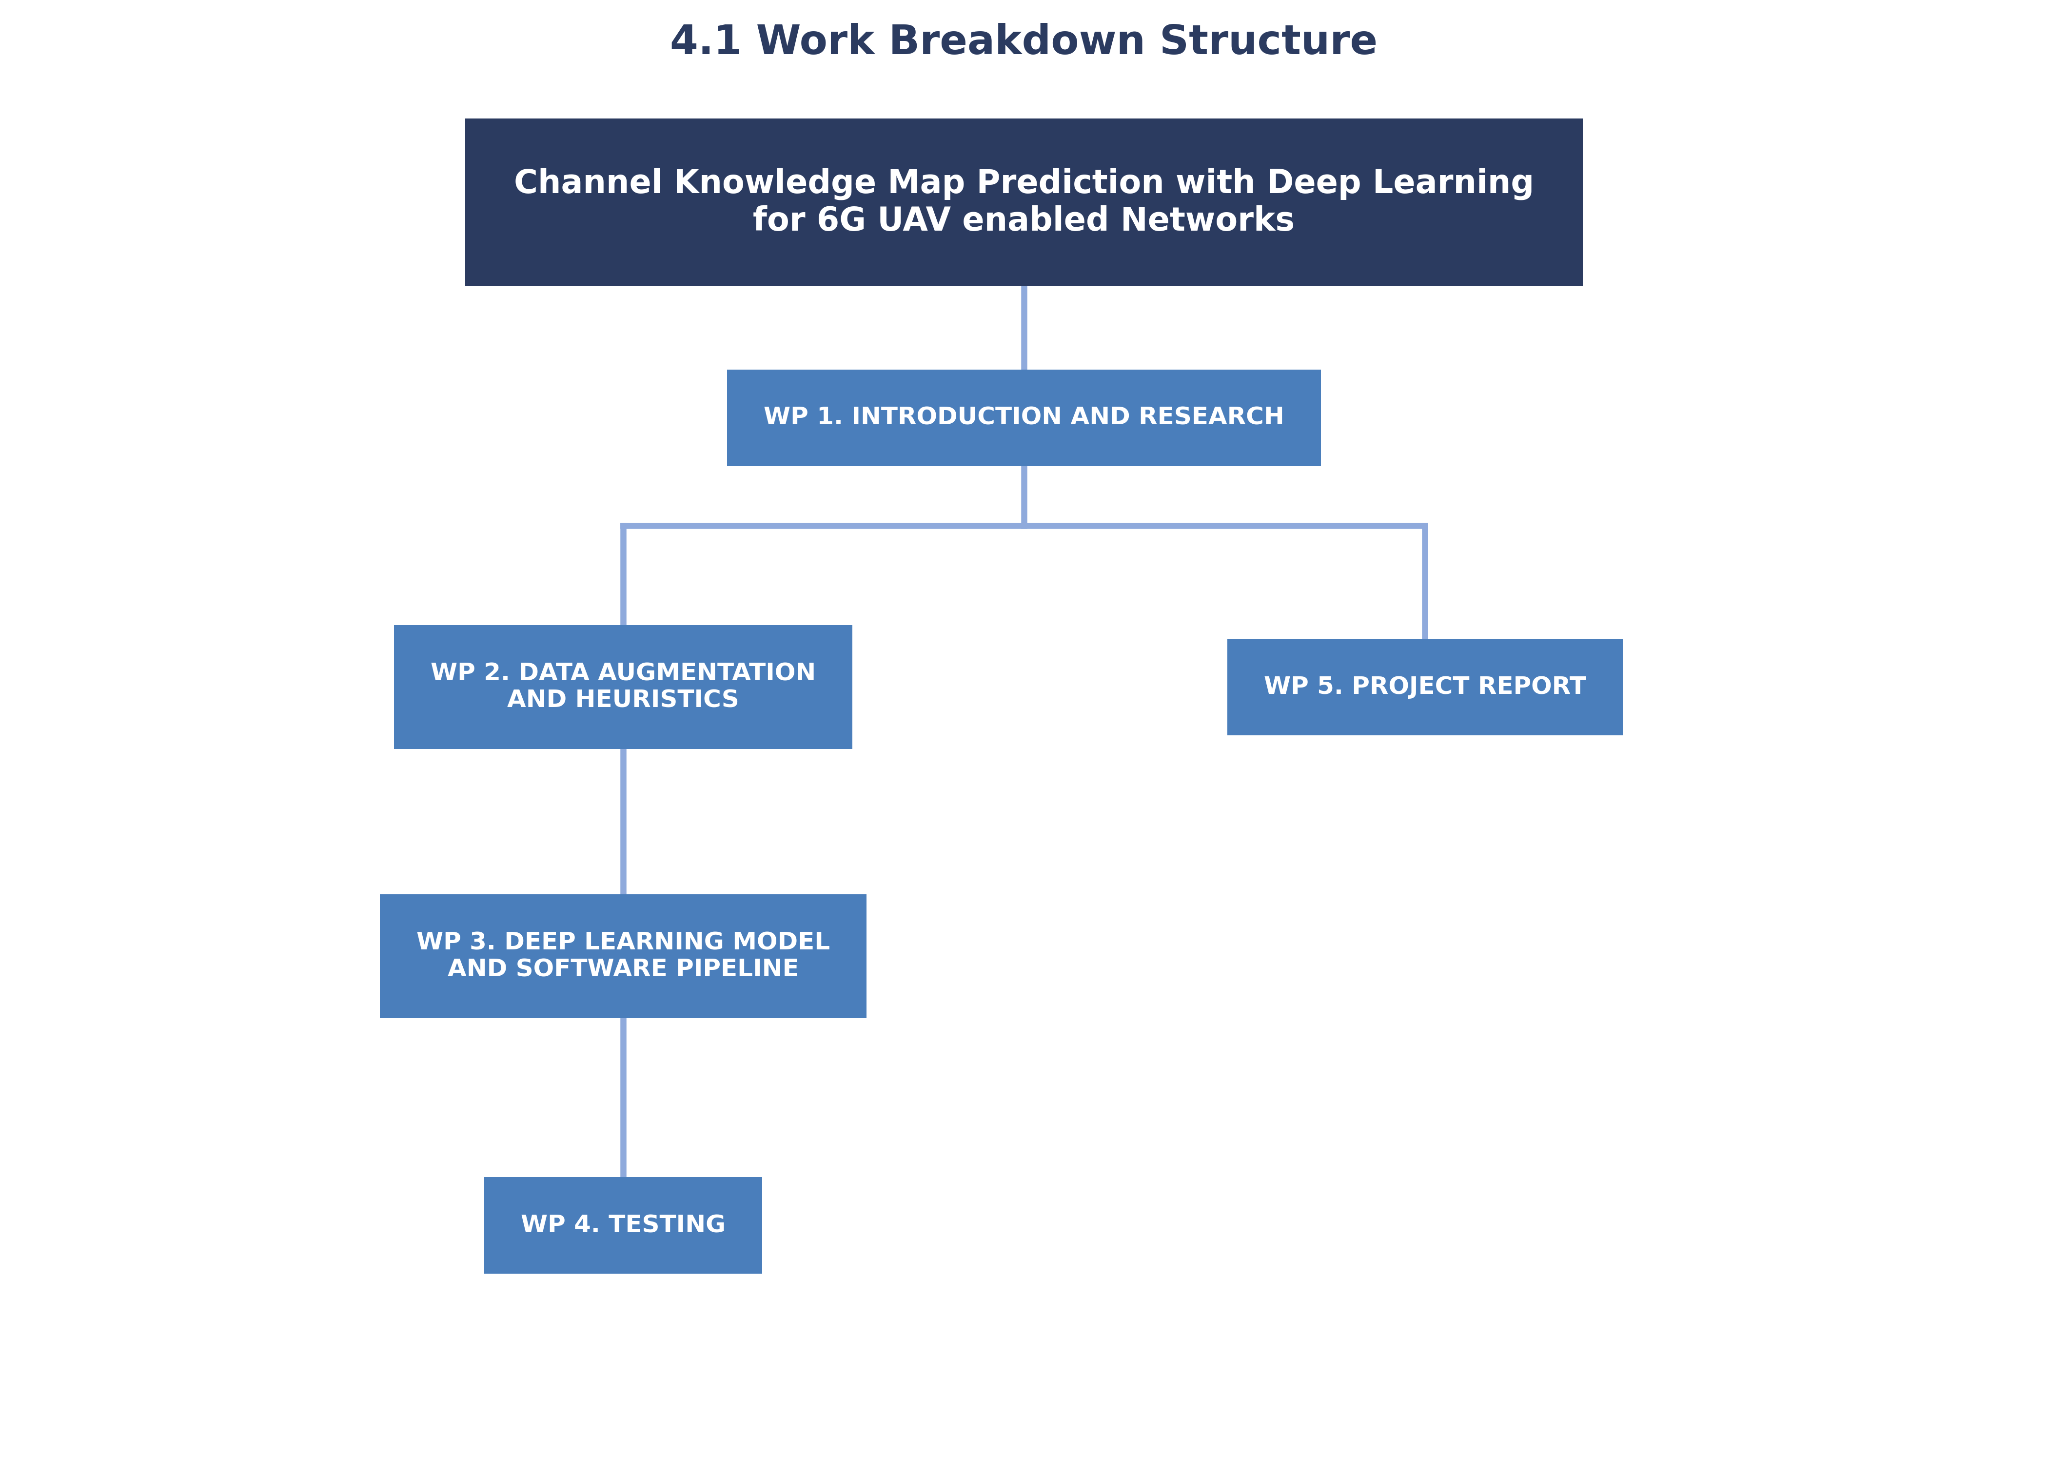 4.1 Work Breakdown Structure
Channel Knowledge Map Prediction with Deep Learning
for 6G UAV enabled Networks
WP 1. INTRODUCTION AND RESEARCH
WP 2. DATA AUGMENTATION
AND HEURISTICS
WP 5. PROJECT REPORT
WP 3. DEEP LEARNING MODEL
AND SOFTWARE PIPELINE
WP 4. TESTING